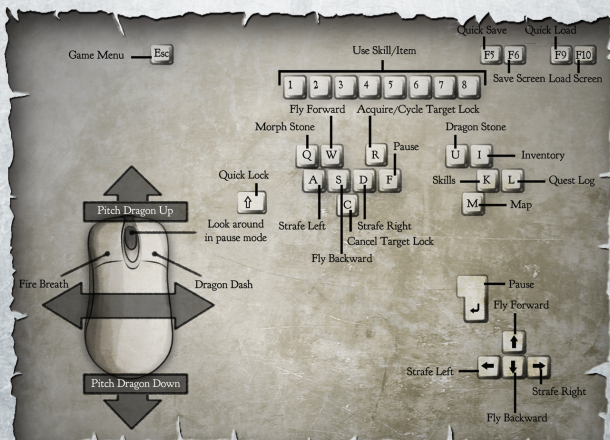 Quick Save Quick Load
Game Menu Esc
Use Skill/Item
F5 F6 F9 F10
Save Screen Load Screen
1 2 3 4 5 6 7 8
Fly Forward Acquire/Cycle Target Lock
Morph Stone
Dragon Stone
Pause
Q W R U I Inventory
Quick Lock
A S D F
Skills K L Quest Log
C
M Map
Pitch Dragon Up
Look around
in pause mode
Strafe Left Strafe Right
Cancel Target Lock
Fly Backward
Fire Breath Dragon Dash
Pause
Fly Forward
Strafe Left
Pitch Dragon Down
Strafe Right
Fly Backward